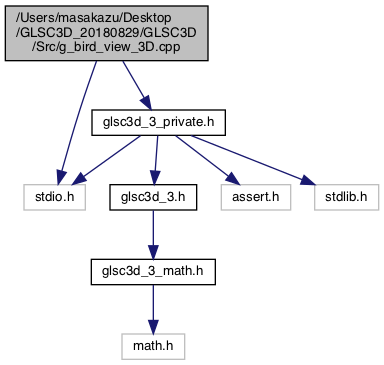 /Users/masakazu/Desktop
/GLSC3D_20180829/GLSC3D
/Src/g_bird_view_3D.cpp
glsc3d_3_private.h
stdio.h
glsc3d_3.h
assert.h
stdlib.h
glsc3d_3_math.h
math.h